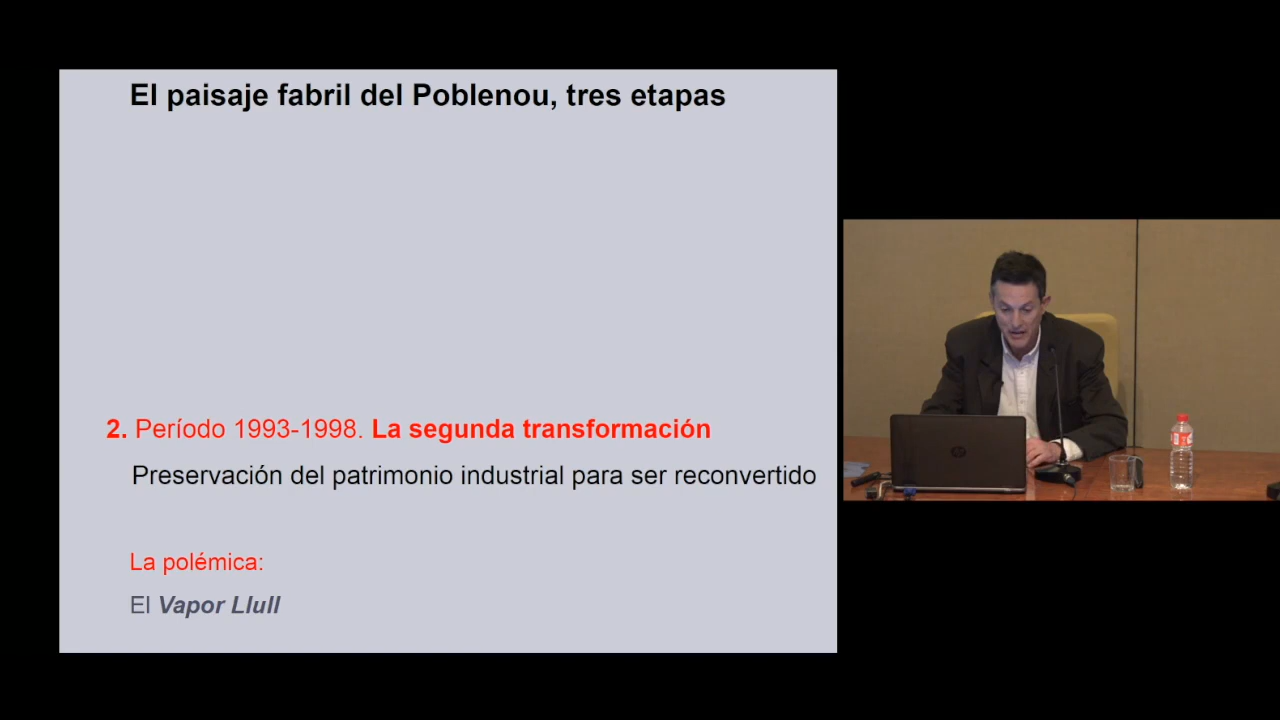 El paisaje fabril del Poblenou, tres etapas
2. Período 1993-1998. La segunda transformación
Preservación del patrimonio industrial para ser reconvertido
La polémica:
El Vapor Llull